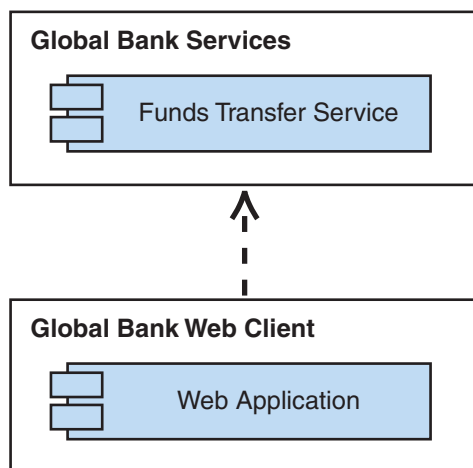 Global Bank Services
Funds Transfer Service
Global Bank Web Client
Web Application